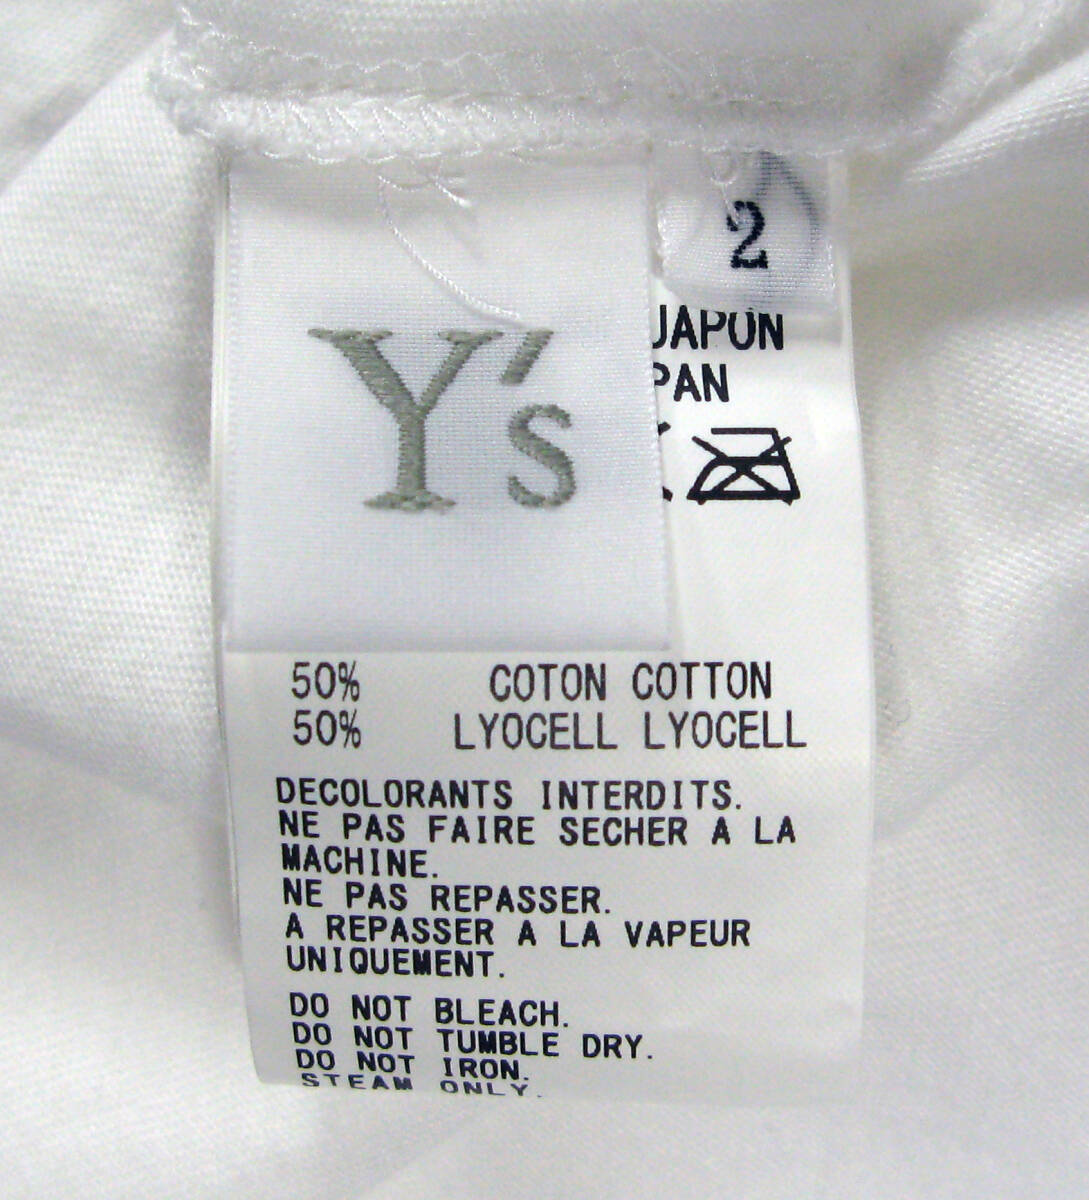 Y's
2
JAPON
PAN
50% COTON COTTON
50% LYOCELL LYOCELL
DECOLORANTS INTERDITS.
NE PAS FAIRE SECHER A LA
MACHINE.
NE PAS REPASSER.
A REPASSER A LA VAPEUR
UNIQUEMENT.
DO NOT BLEACH.
DO NOT TUMBLE DRY.
DO NOT IRON.
STEAM ONLY.